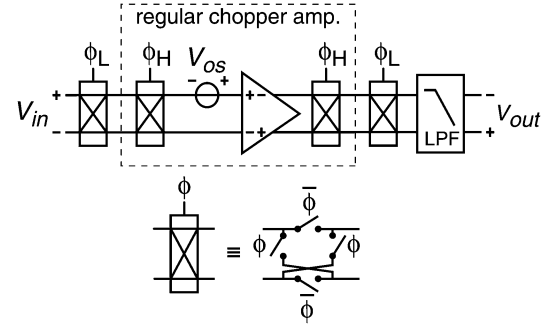 regular chopper amp.
ϕL ϕH Vos ϕH ϕL
+ - + +- + -
Vin Vout
- -+ LPF +
ϕ ϕ̅
≡ ϕ ϕ
ϕ̅